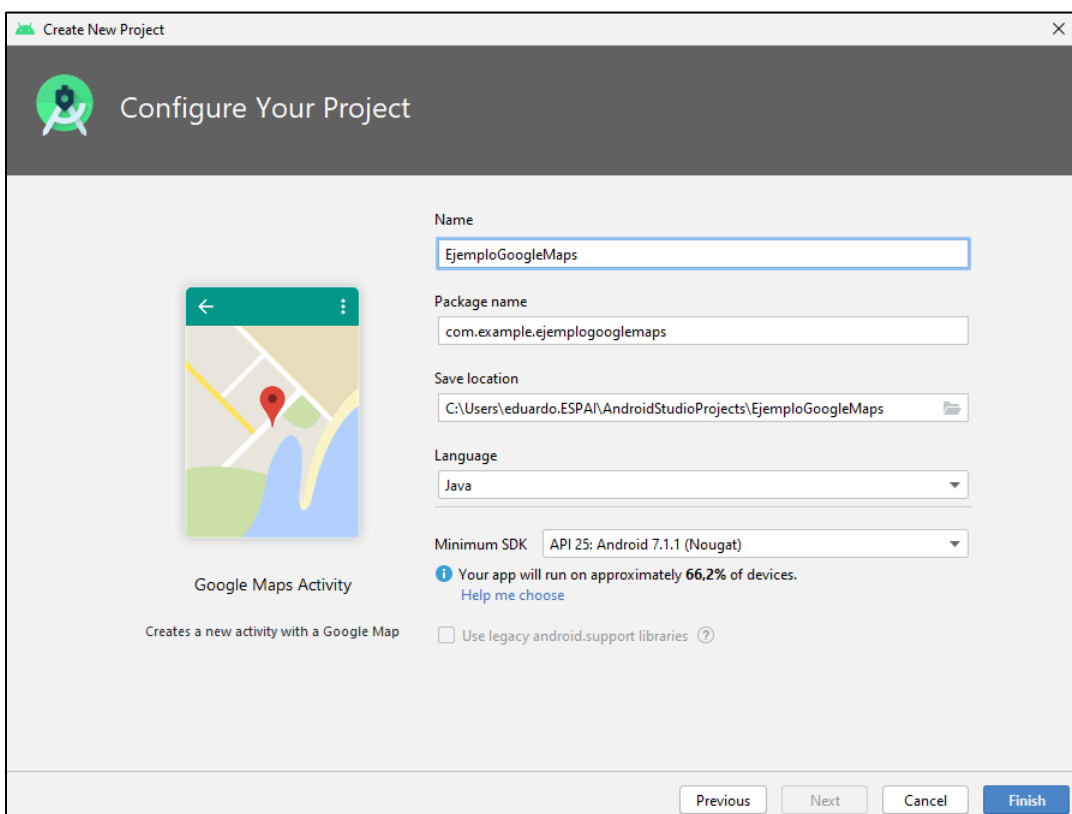 Create New Project
Configure Your Project
Name
EjemploGoogleMaps
Package name
com.example.ejemplogooglemaps
Save location
C:\Users\eduardo.ESPAI\AndroidStudioProjects\EjemploGoogleMaps
Language
Java
Minimum SDK API 25: Android 7.1.1 (Nougat)
Your app will run on approximately 66,2% of devices.
Help me choose
Use legacy android.support libraries ?
Google Maps Activity
Creates a new activity with a Google Map
Previous Next Cancel Finish